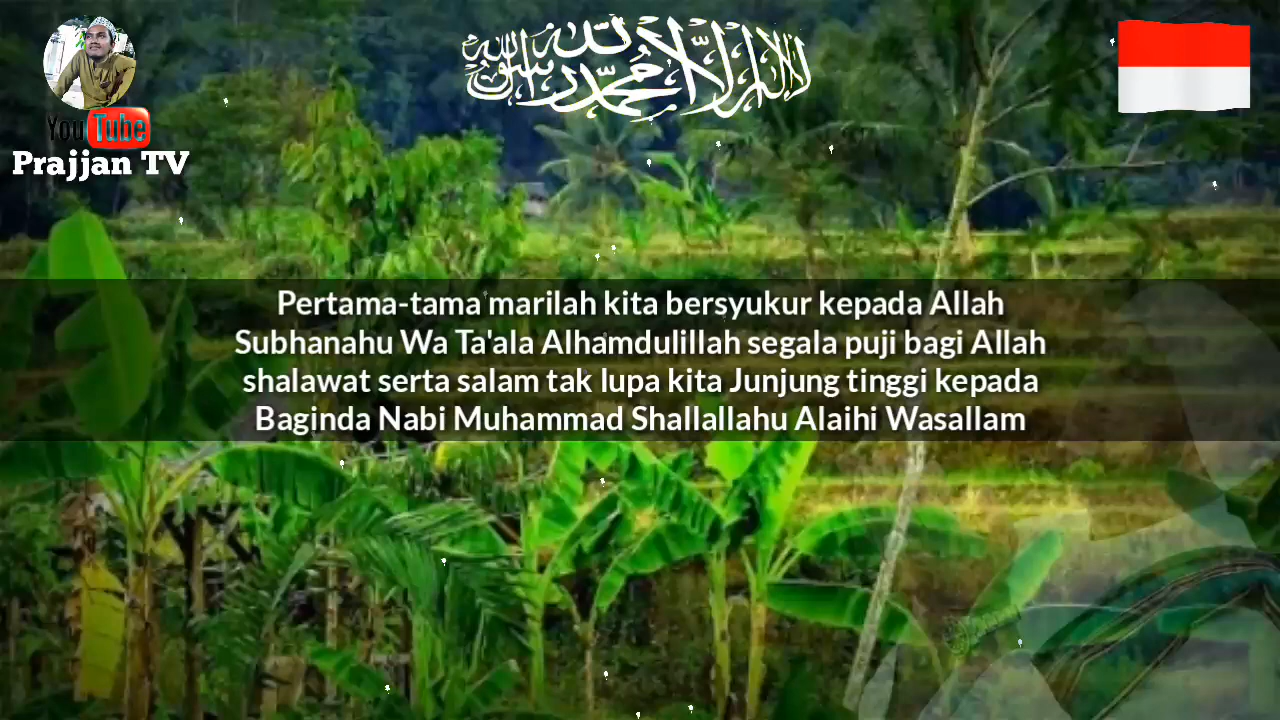 لا إله إلا الله محمد رسول الله
You Tube
Prajjan TV
Pertama-tama marilah kita bersyukur kepada Allah
Subhanahu Wa Ta'ala Alhamdulillah segala puji bagi Allah
shalawat serta salam tak lupa kita Junjung tinggi kepada
Baginda Nabi Muhammad Shallallahu Alaihi Wasallam